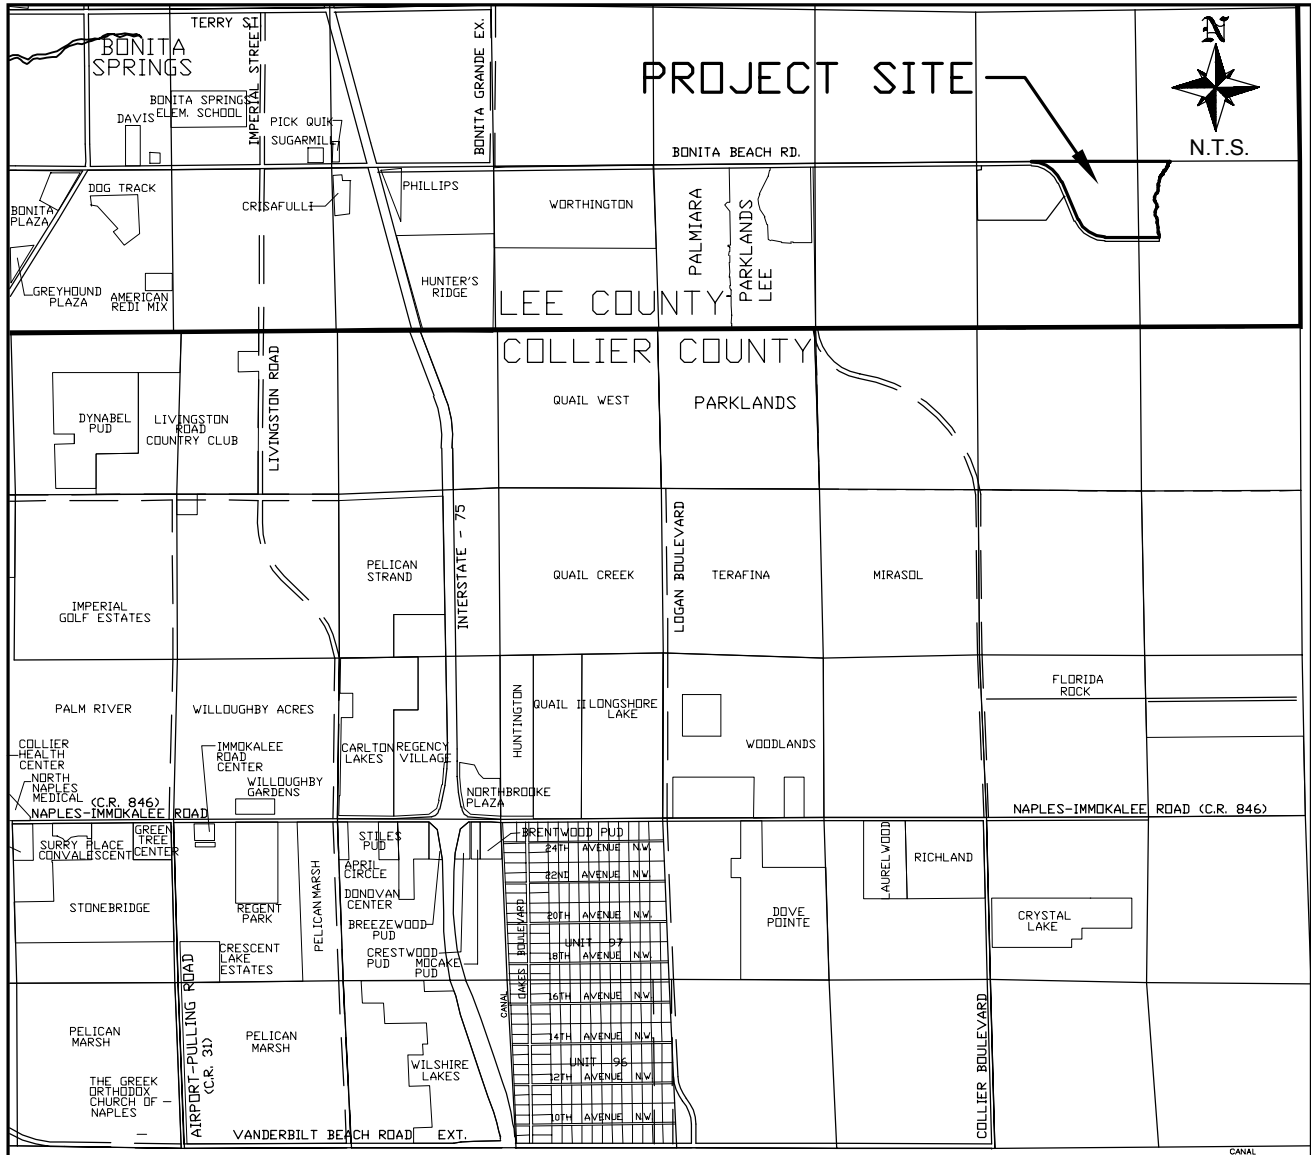 TERRY ST
BONITA
SPRINGS
IMPERIAL STREET
BONITA GRANDE EX.
PROJECT SITE
N
N.T.S.
BONITA SPRINGS
ELEM. SCHOOL
DAVIS
PICK QUIK
SUGARMILL
BONITA BEACH RD.
DOG TRACK
BONITA
PLAZA
CRISAFULLI
PHILLIPS
WORTHINGTON
PALMIARA
PARKLANDS
LEE
GREYHOUND
PLAZA
AMERICAN
REDI MIX
HUNTER'S
RIDGE
LEE COUNTY
COLLIER COUNTY
LIVINGSTON ROAD
DYNABEL
PUD
LIVINGSTON
ROAD
COUNTRY CLUB
QUAIL WEST
PARKLANDS
INTERSTATE - 75
LOGAN BOULEVARD
PELICAN
STRAND
QUAIL CREEK
TERAFINA
MIRASOL
IMPERIAL
GOLF ESTATES
FLORIDA
ROCK
PALM RIVER
WILLOUGHBY ACRES
HUNTINGTON
QUAIL II
LONGSHORE
LAKE
WOODLANDS
COLLIER
HEALTH
CENTER
IMMOKALEE
ROAD
CENTER
CARLTON
LAKES
REGENCY
VILLAGE
NORTH
NAPLES
MEDICAL
WILLOUGHBY
GARDENS
NORTHBROOKE
PLAZA
(C.R. 846)
NAPLES-IMMOKALEE ROAD
NAPLES-IMMOKALEE ROAD (C.R. 846)
GREEN
TREE
CENTER
SURRY PLACE
CONVALESCENT
STILES
PUD
BRENTWOOD PUD
24TH AVENUE N.W.
22ND AVENUE N.W.
20TH AVENUE N.W.
UNIT 97
18TH AVENUE N.W.
16TH AVENUE N.W.
14TH AVENUE N.W.
UNIT 96
12TH AVENUE N.W.
10TH AVENUE N.W.
OAKES BOULEVARD
CANAL
APRIL
CIRCLE
DONOVAN
CENTER
BREEZEWOOD
PUD
CRESTWOOD
PUD
MOCAKE
PUD
PELICAN MARSH
REGENT
PARK
STONEBRIDGE
CRESCENT
LAKE
ESTATES
LAURELWOOD
RICHLAND
DOVE
POINTE
CRYSTAL
LAKE
AIRPORT-PULLING ROAD
(C.R. 31)
PELICAN
MARSH
PELICAN
MARSH
WILSHIRE
LAKES
COLLIER BOULEVARD
THE GREEK
ORTHODOX
CHURCH OF
NAPLES
VANDERBILT BEACH ROAD EXT.
CANAL